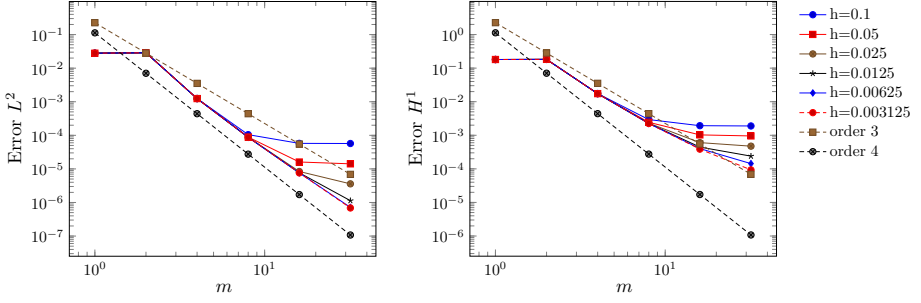 10^-1
10^-2
10^-3
10^-4
10^-5
10^-6
10^-7
10^0
10^1
m
Error L^2
10^0
10^-1
10^-2
10^-3
10^-4
10^-5
10^-6
10^0
10^1
m
Error H^1
h=0.1
h=0.05
h=0.025
h=0.0125
h=0.00625
h=0.003125
order 3
order 4